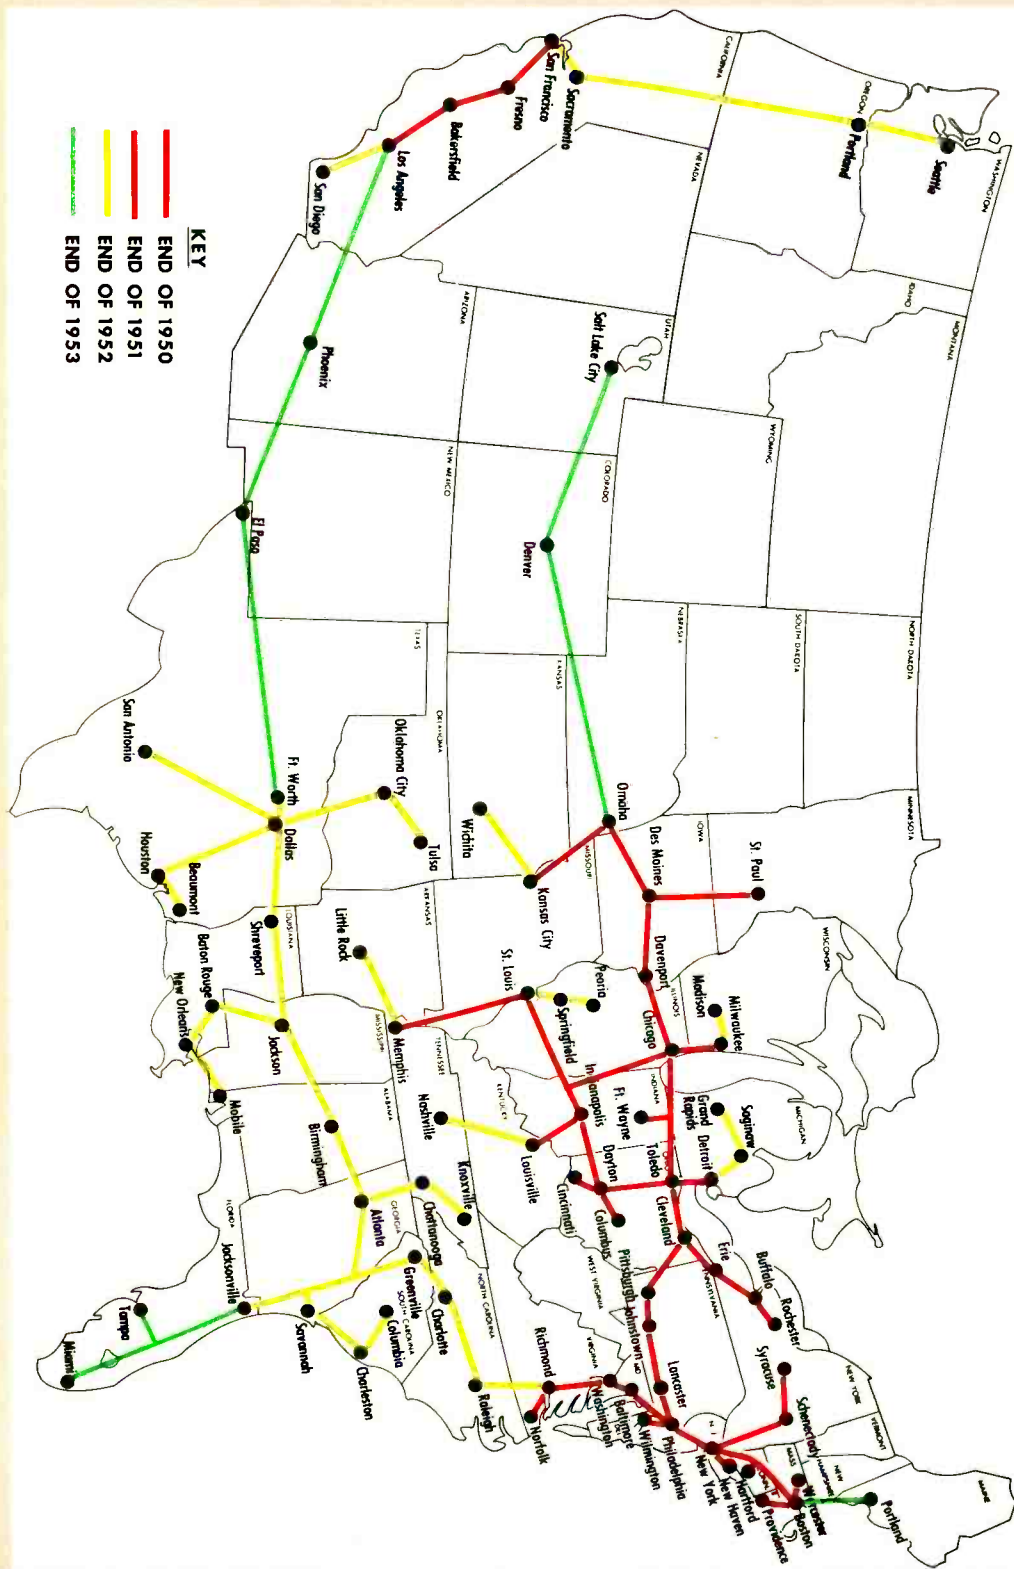 WASHINGTON
Seattle
OREGON
Portland
CALIFORNIA
San Francisco
Sacramento
Fresno
Bakersfield
Los Angeles
San Diego
NEVADA
IDAHO
MONTANA
UTAH
Salt Lake City
ARIZONA
Phoenix
WYOMING
COLORADO
Denver
NEW MEXICO
El Paso
NORTH DAKOTA
SOUTH DAKOTA
NEBRASKA
KANSAS
OKLAHOMA
TEXAS
Omaha
Wichita
Oklahoma City
Tulsa
Ft. Worth
Dallas
San Antonio
Houston
Beaumont
MINNESOTA
St. Paul
IOWA
Des Moines
Davenport
MISSOURI
Kansas City
St. Louis
ARKANSAS
Little Rock
LOUISIANA
Shreveport
Baton Rouge
New Orleans
WISCONSIN
Madison
Milwaukee
ILLINOIS
Chicago
Peoria
Springfield
MISSISSIPPI
Jackson
TENNESSEE
Memphis
Nashville
Knoxville
Chattanooga
KENTUCKY
Louisville
INDIANA
Indianapolis
Ft. Wayne
MICHIGAN
Grand
Rapids
Saginaw
Detroit
OHIO
Toledo
Cleveland
Dayton
Columbus
Cincinnati
ALABAMA
Birmingham
Mobile
GEORGIA
Atlanta
Savannah
FLORIDA
Jacksonville
Tampa
Miami
SOUTH CAROLINA
Greenville
Columbia
Charleston
NORTH CAROLINA
Charlotte
Raleigh
WEST VIRGINIA
VIRGINIA
Richmond
Norfolk
PENNSYLVANIA
Erie
Pittsburgh
Johnstown
Lancaster
Philadelphia
MD
Washington
Baltimore
Wilmington
NEW YORK
Buffalo
Rochester
Syracuse
Schenectady
New York
N. J.
VERMONT
NEW
HAMPSHIRE
MASS
CONN
New Haven
Hartford
Providence
Worcester
Boston
MAINE
Portland
KEY
END OF 1950
END OF 1951
END OF 1952
END OF 1953